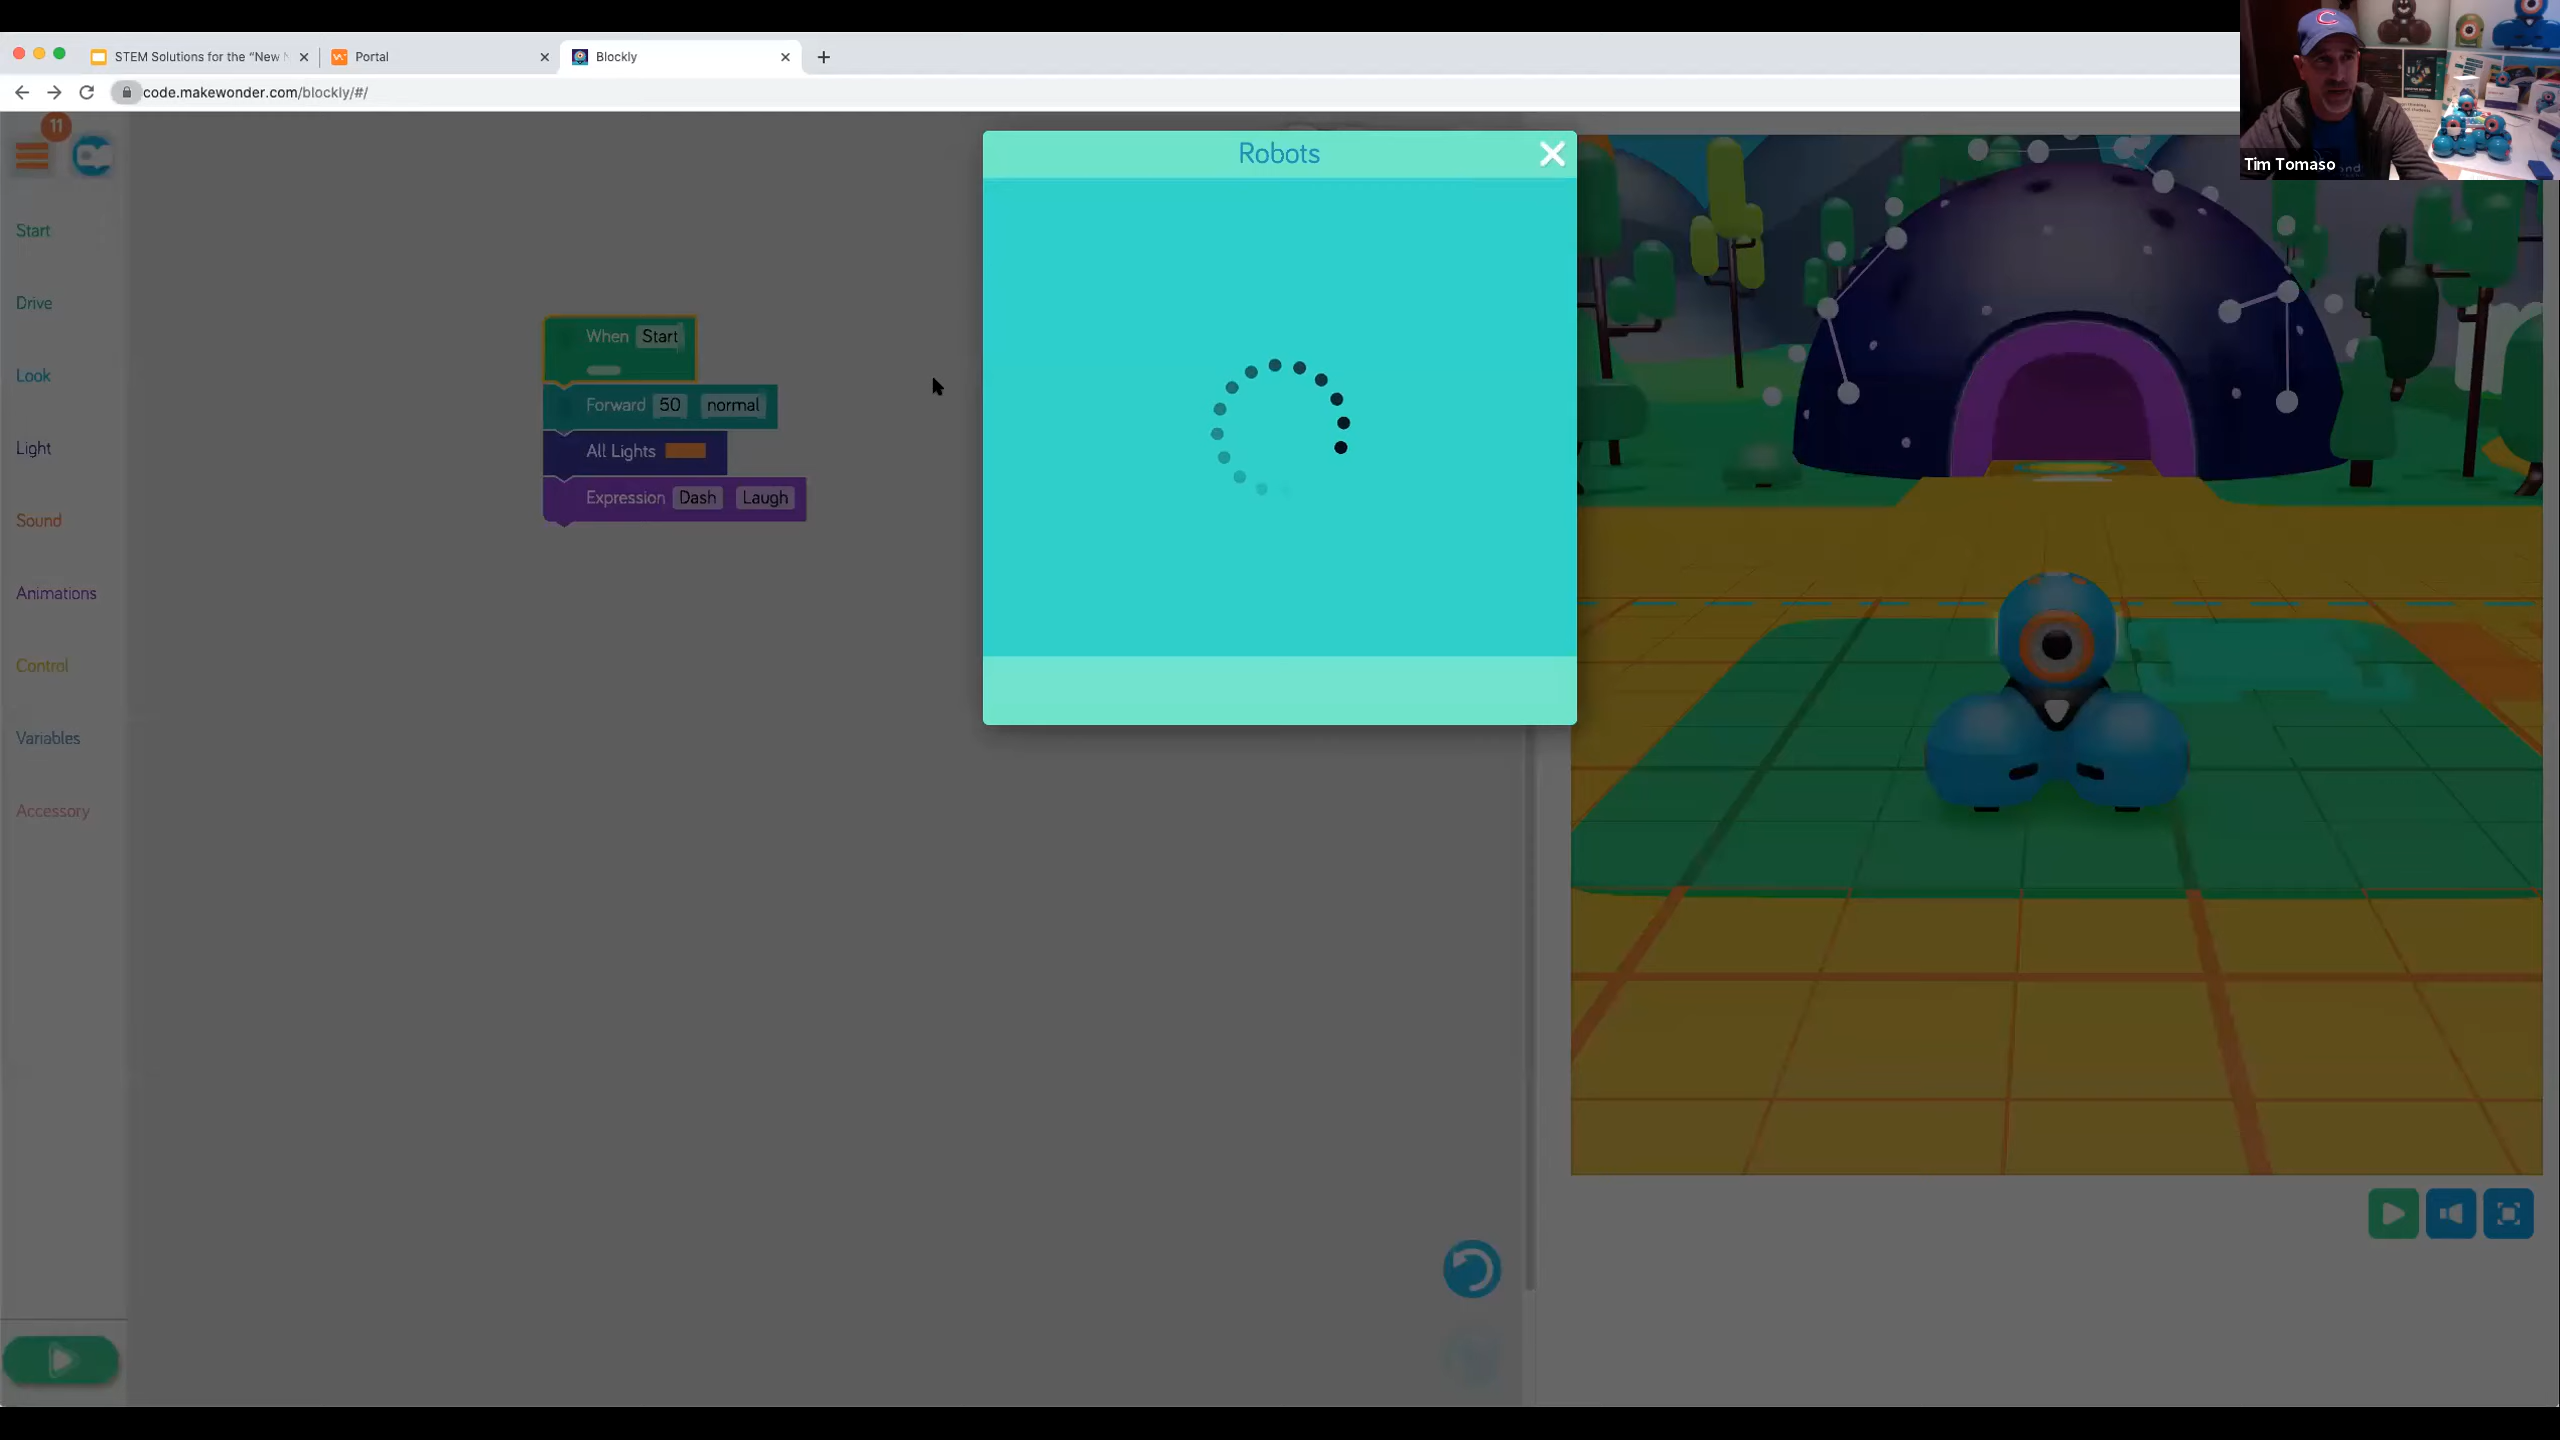 STEM Solutions for the “New
Portal
Blockly
code.makewonder.com/blockly/#/
Tim Tomaso
11
Robots
Start
Drive
Look
Light
Sound
Animations
Control
Variables
Accessory
When Start
Forward 50 normal
All Lights
Expression Dash Laugh